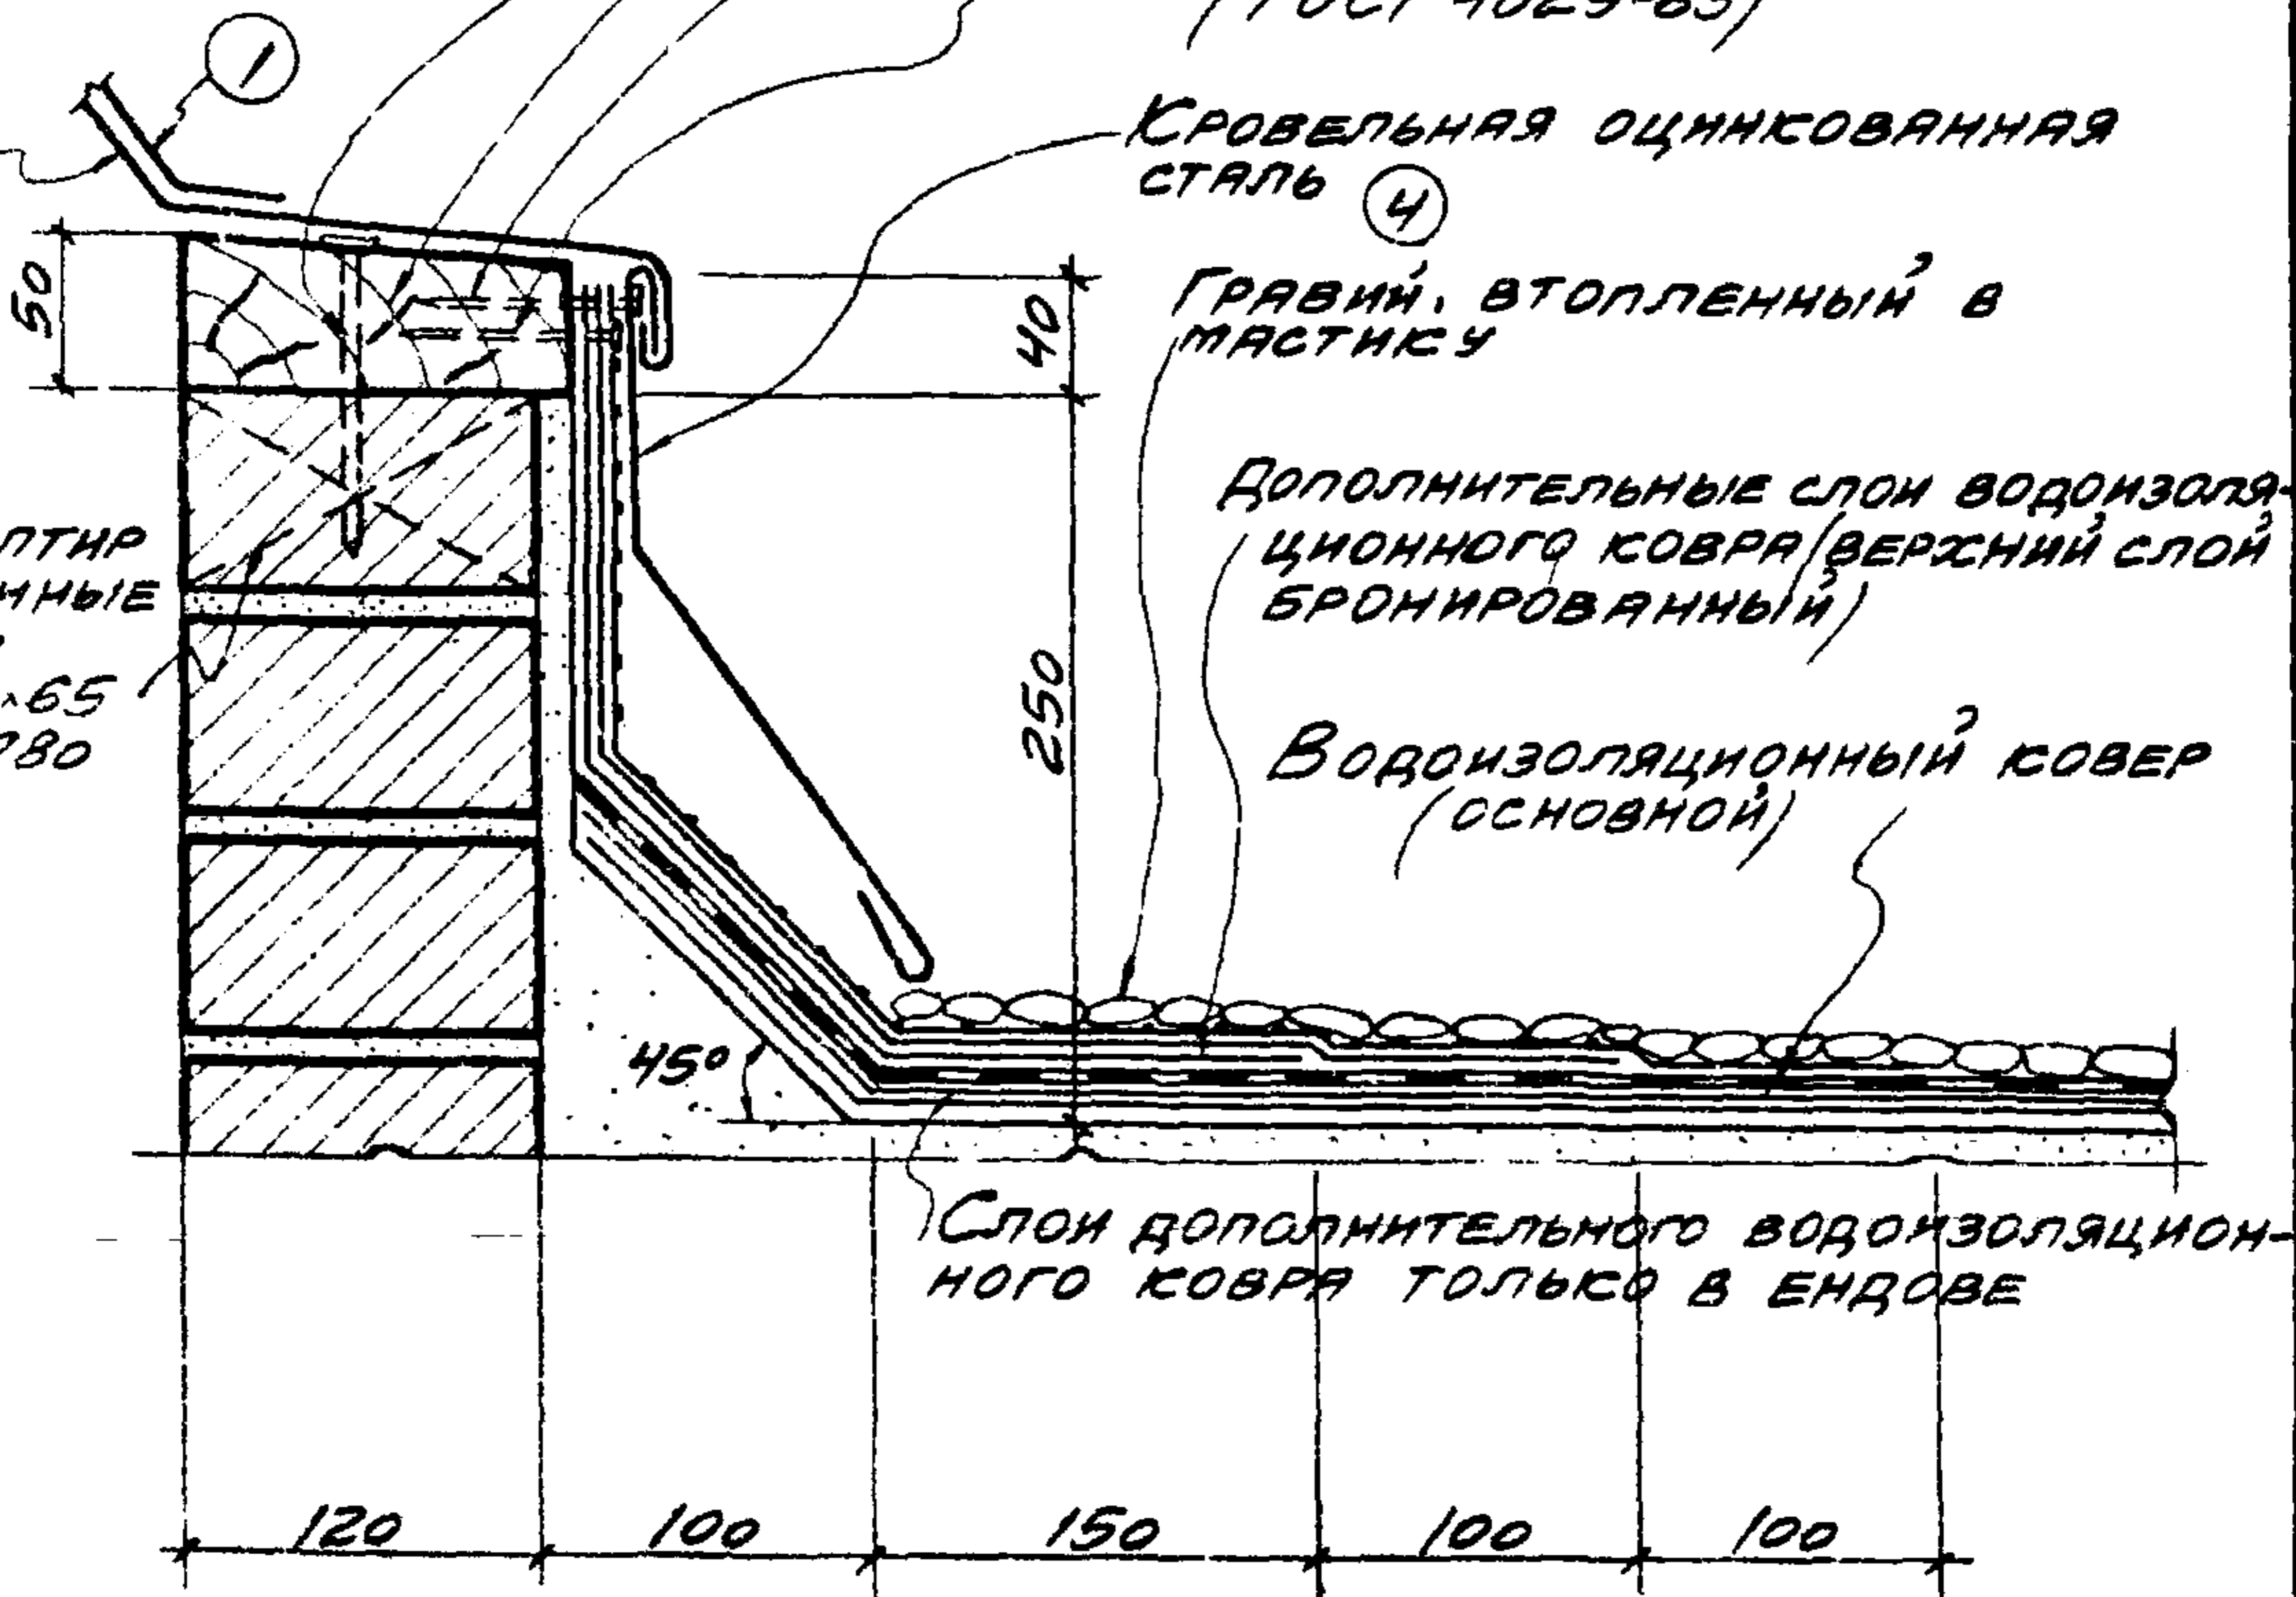 (ГОСТ 4029-63)
1
Кровельная оцинкованная
сталь 4
Гравий, втопленный в
мастику
50
40
Дополнительные слои водоизоля-
ционного ковра (верхний слой
бронированный)
65
250
Водоизоляционный ковер
(основной)
45°
Слои дополнительного водоизоляцион-
ного ковра только в ендове
120 100 150 100 100